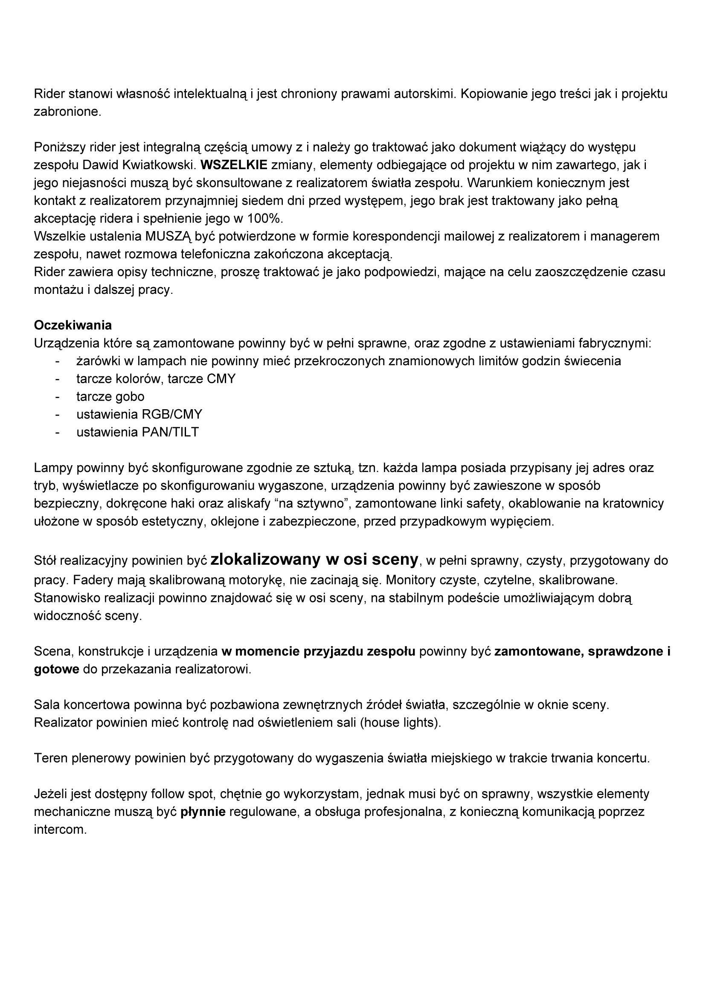 Rider stanowi własność intelektualną i jest chroniony prawami autorskimi. Kopiowanie jego treści jak i projektu
zabronione.
Poniższy rider jest integralną częścią umowy z i należy go traktować jako dokument wiążący do występu
zespołu Dawid Kwiatkowski. WSZELKIE zmiany, elementy odbiegające od projektu w nim zawartego, jak i
jego niejasności muszą być skonsultowane z realizatorem światła zespołu. Warunkiem koniecznym jest
kontakt z realizatorem przynajmniej siedem dni przed występem, jego brak jest traktowany jako pełną
akceptację ridera i spełnienie jego w 100%.
Wszelkie ustalenia MUSZĄ być potwierdzone w formie korespondencji mailowej z realizatorem i managerem
zespołu, nawet rozmowa telefoniczna zakończona akceptacją.
Rider zawiera opisy techniczne, proszę traktować je jako podpowiedzi, mające na celu zaoszczędzenie czasu
montażu i dalszej pracy.
Oczekiwania
Urządzenia które są zamontowane powinny być w pełni sprawne, oraz zgodne z ustawieniami fabrycznymi:
- żarówki w lampach nie powinny mieć przekroczonych znamionowych limitów godzin świecenia
- tarcze kolorów, tarcze CMY
- tarcze gobo
- ustawienia RGB/CMY
- ustawienia PAN/TILT
Lampy powinny być skonfigurowane zgodnie ze sztuką, tzn. każda lampa posiada przypisany jej adres oraz
tryb, wyświetlacze po skonfigurowaniu wygaszone, urządzenia powinny być zawieszone w sposób
bezpieczny, dokręcone haki oraz aliskafy “na sztywno”, zamontowane linki safety, okablowanie na kratownicy
ułożone w sposób estetyczny, oklejone i zabezpieczone, przed przypadkowym wypięciem.
Stół realizacyjny powinien być zlokalizowany w osi sceny, w pełni sprawny, czysty, przygotowany do
pracy. Fadery mają skalibrowaną motorykę, nie zacinają się. Monitory czyste, czytelne, skalibrowane.
Stanowisko realizacji powinno znajdować się w osi sceny, na stabilnym podeście umożliwiającym dobrą
widoczność sceny.
Scena, konstrukcje i urządzenia w momencie przyjazdu zespołu powinny być zamontowane, sprawdzone i
gotowe do przekazania realizatorowi.
Sala koncertowa powinna być pozbawiona zewnętrznych źródeł światła, szczególnie w oknie sceny.
Realizator powinien mieć kontrolę nad oświetleniem sali (house lights).
Teren plenerowy powinien być przygotowany do wygaszenia światła miejskiego w trakcie trwania koncertu.
Jeżeli jest dostępny follow spot, chętnie go wykorzystam, jednak musi być on sprawny, wszystkie elementy
mechaniczne muszą być płynnie regulowane, a obsługa profesjonalna, z konieczną komunikacją poprzez
intercom.